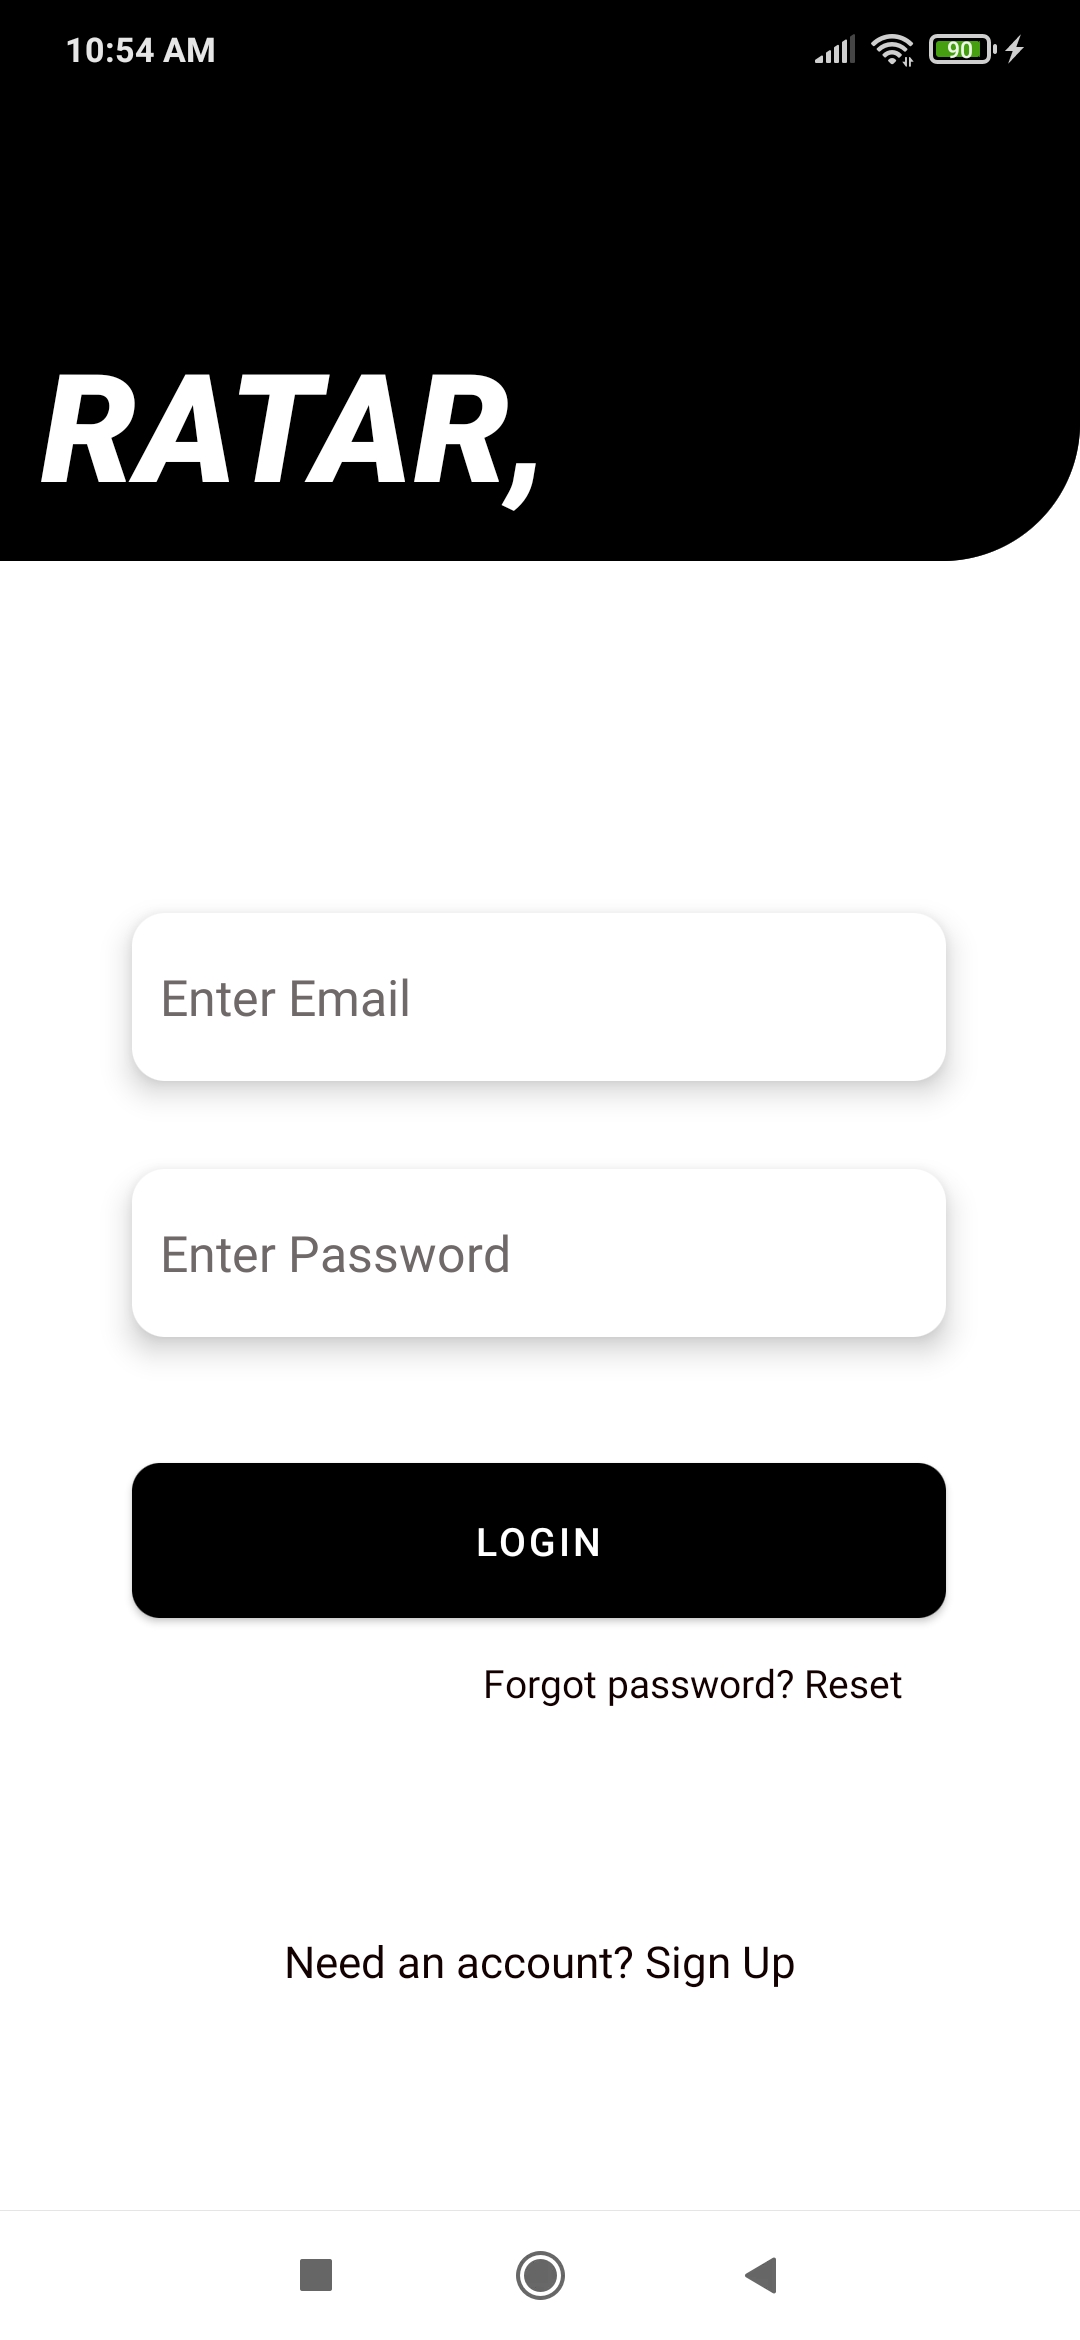 10:54 AM
90
RATAR,
Enter Email
Enter Password
LOGIN
Forgot password? Reset
Need an account? Sign Up